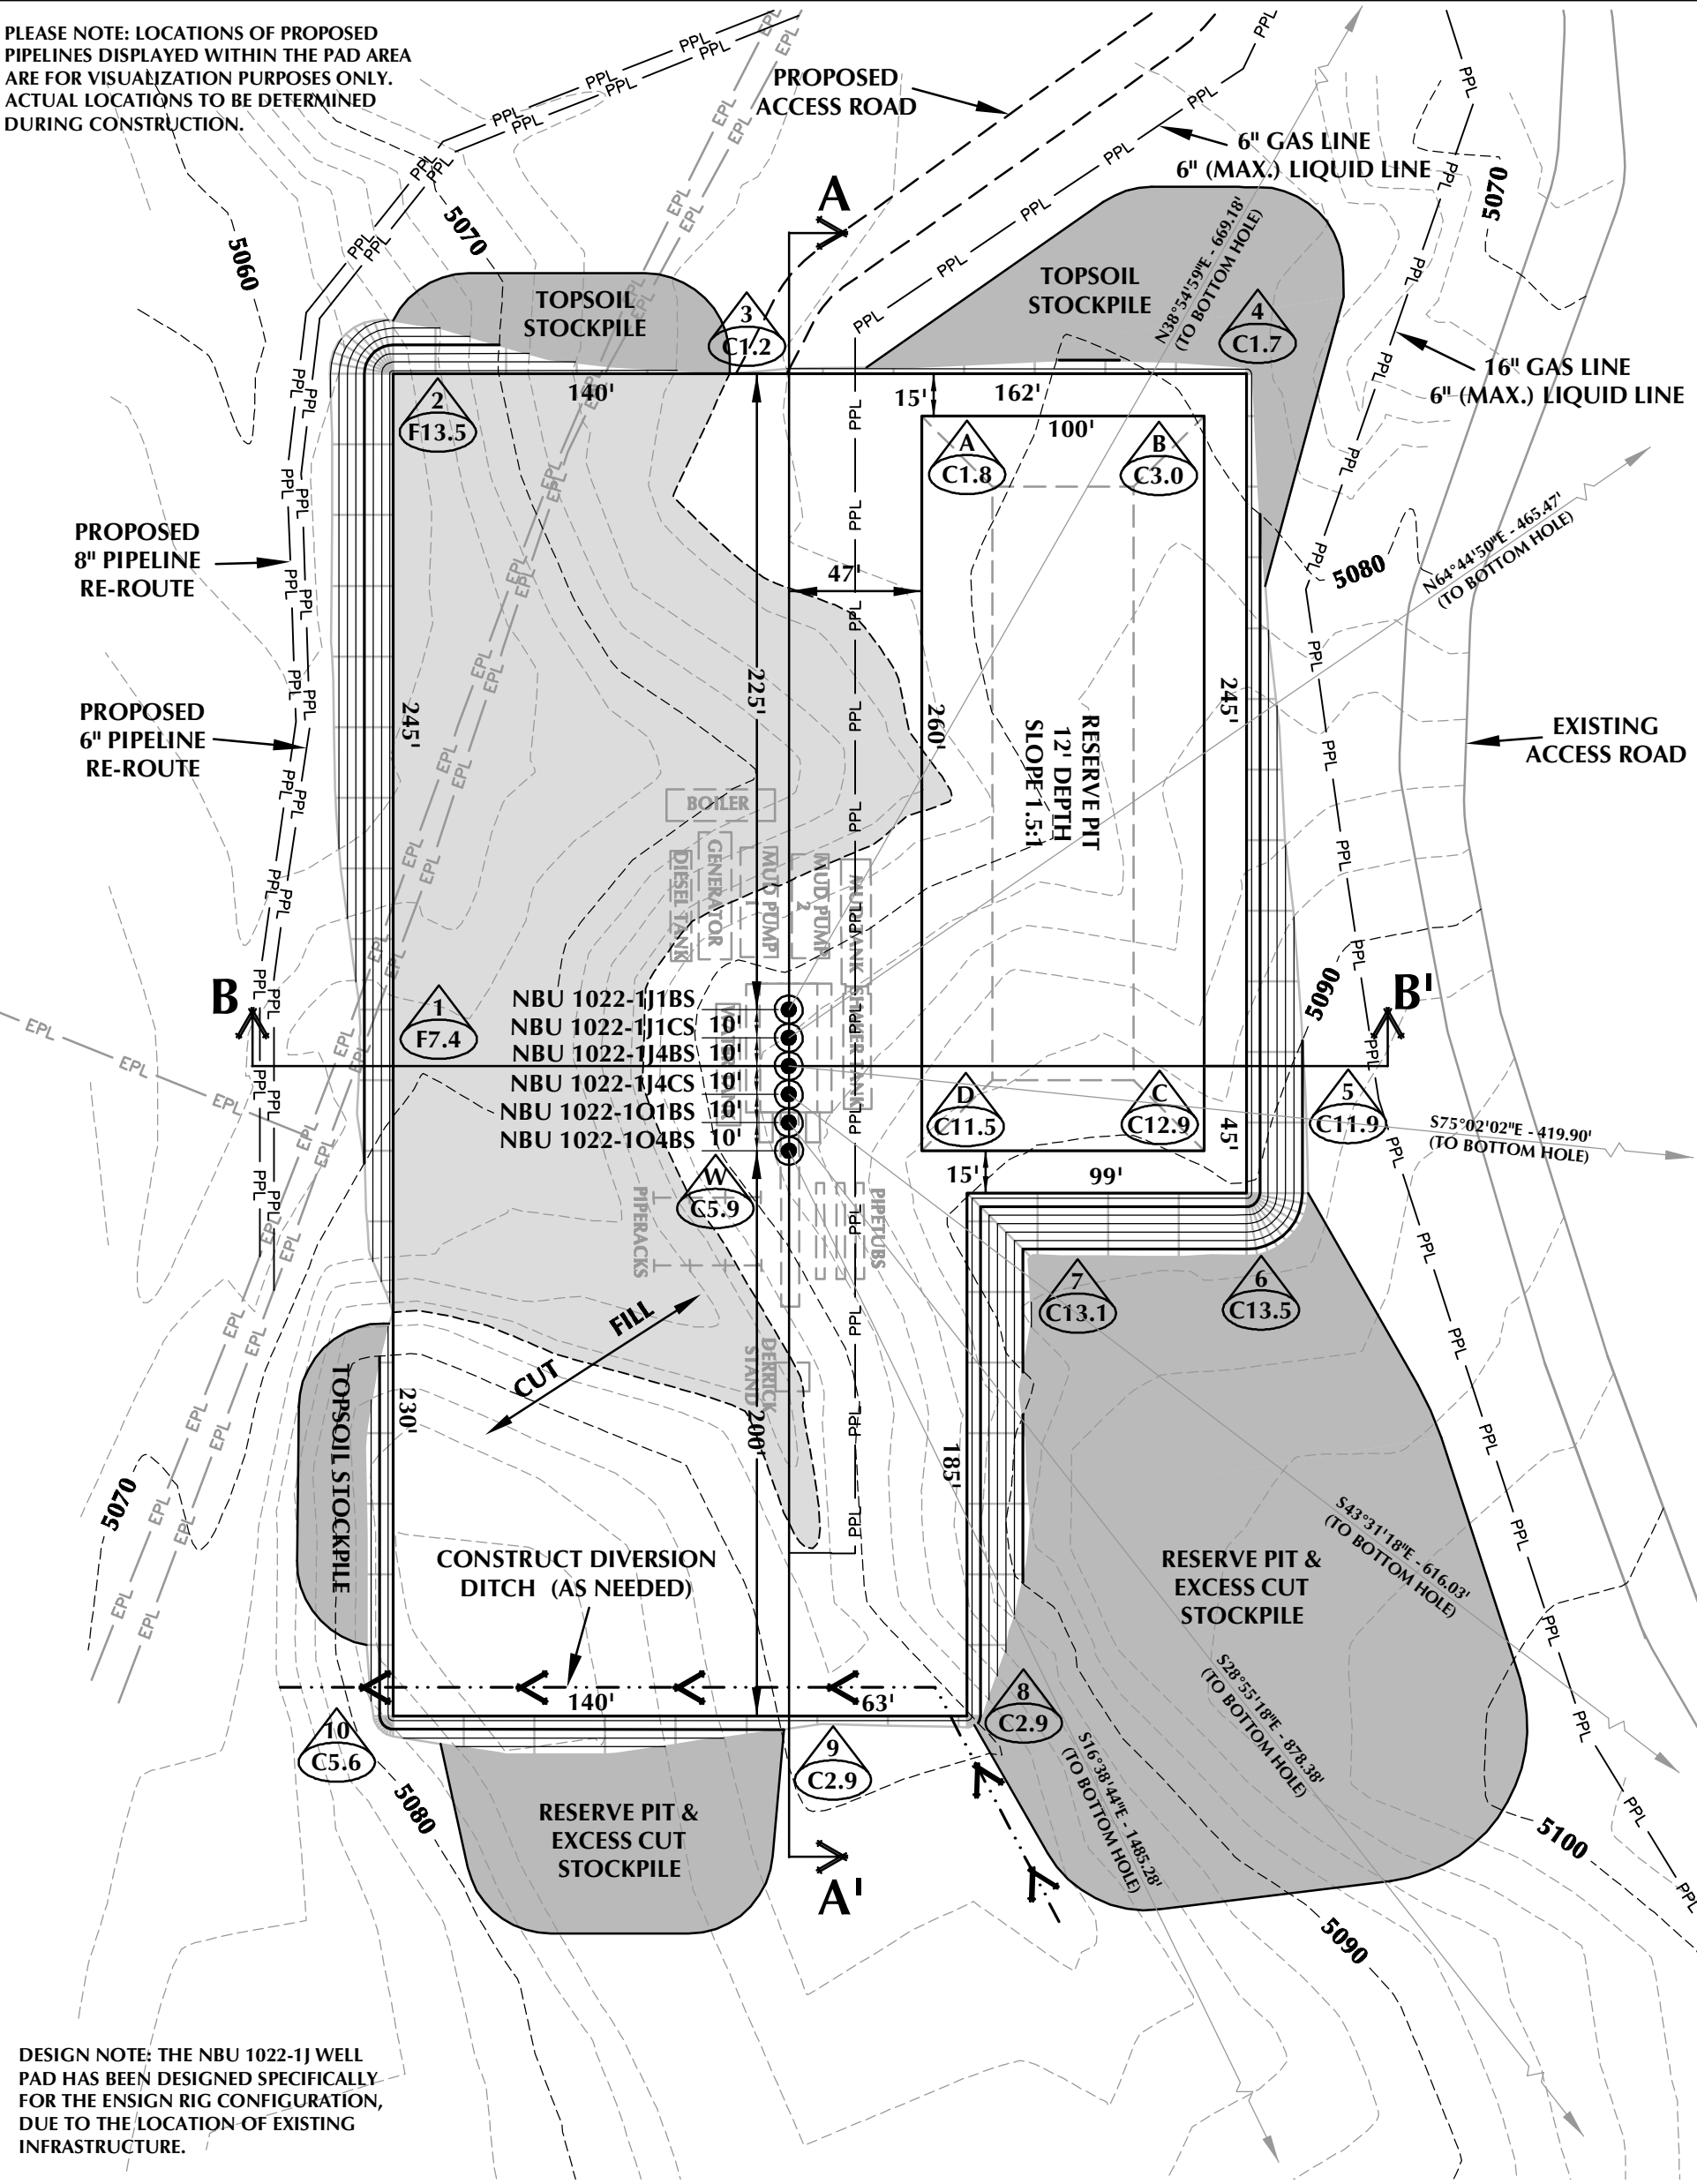 PLEASE NOTE: LOCATIONS OF PROPOSED
PIPELINES DISPLAYED WITHIN THE PAD AREA
ARE FOR VISUALIZATION PURPOSES ONLY.
ACTUAL LOCATIONS TO BE DETERMINED
DURING CONSTRUCTION.
PROPOSED
ACCESS ROAD
6" GAS LINE
6" (MAX.) LIQUID LINE
A
5070
5060
5070
TOPSOIL
STOCKPILE
TOPSOIL
STOCKPILE
N38°54'59"E - 669.18'
(TO BOTTOM HOLE)
3
C1.2
4
C1.7
16" GAS LINE
6" (MAX.) LIQUID LINE
2
F13.5
140'
15'
162'
100'
A
C1.8
B
C3.0
PROPOSED
8" PIPELINE
RE-ROUTE
47'
5080
N64°44'50"E - 465.47'
(TO BOTTOM HOLE)
PROPOSED
6" PIPELINE
RE-ROUTE
245'
225'
260'
RESERVE PIT
12' DEPTH
SLOPE 1.5:1
245'
EXISTING
ACCESS ROAD
BOILER
DIESEL TANK
GENERATOR
MUD PUMP
1
MUD PUMP
2
MUD TANK
SHAKER TANK
WATER TANK
B
B'
5090
1
F7.4
NBU 1022-1J1BS
NBU 1022-1J1CS 10'
NBU 1022-1J4BS 10'
NBU 1022-1J4CS 10'
NBU 1022-1O1BS 10'
NBU 1022-1O4BS 10'
D
C11.5
C
C12.9
45'
5
C11.9
S75°02'02"E - 419.90'
(TO BOTTOM HOLE)
W
C5.9
15'
99'
PIPERACKS
PIPETUBS
7
C13.1
6
C13.5
FILL
CUT
DERRICK
STAND
TOPSOIL STOCKPILE
230'
200'
185'
5070
CONSTRUCT DIVERSION
DITCH (AS NEEDED)
RESERVE PIT &
EXCESS CUT
STOCKPILE
S43°31'18"E - 616.03'
(TO BOTTOM HOLE)
S28°55'18"E - 878.38'
(TO BOTTOM HOLE)
S16°38'44"E - 1485.28'
(TO BOTTOM HOLE)
140'
63'
8
C2.9
10
C5.6
9
C2.9
5080
RESERVE PIT &
EXCESS CUT
STOCKPILE
5100
A'
5090
DESIGN NOTE: THE NBU 1022-1J WELL
PAD HAS BEEN DESIGNED SPECIFICALLY
FOR THE ENSIGN RIG CONFIGURATION,
DUE TO THE LOCATION OF EXISTING
INFRASTRUCTURE.